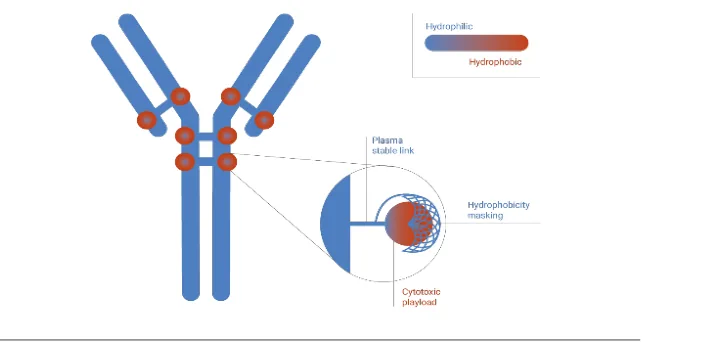 Hydrophilic
Hydrophobic
Plasma
stable link
Hydrophobicity
masking
Cytotoxic
playload